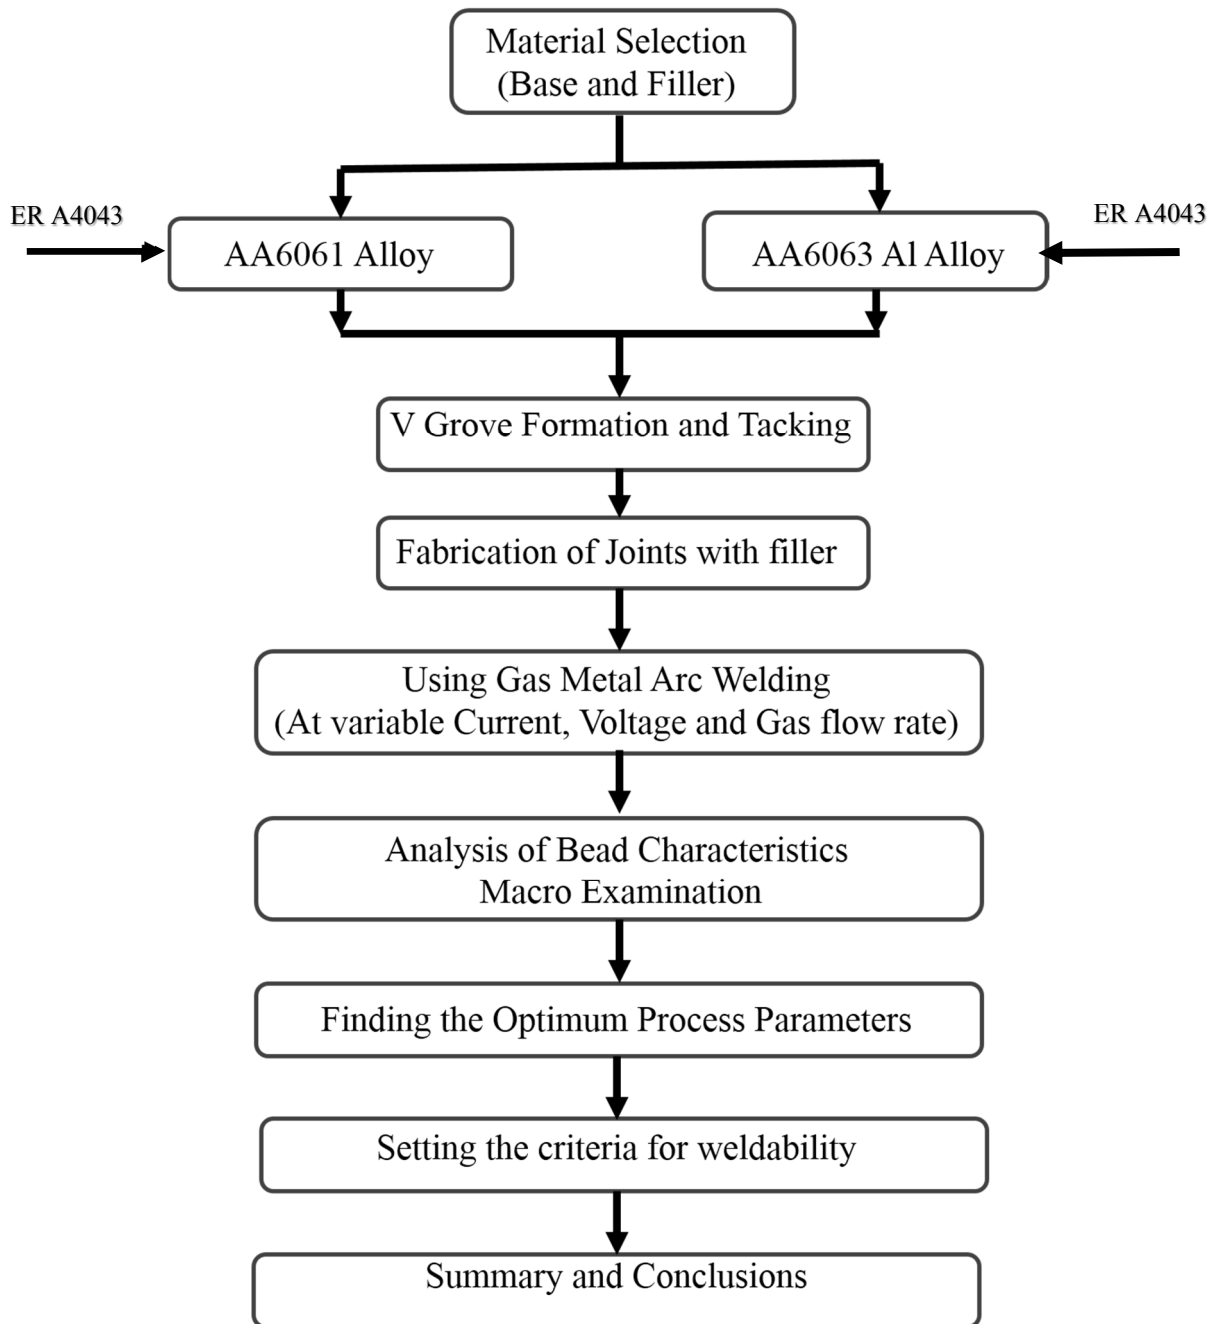 Material Selection
(Base and Filler)
ER A4043
ER A4043
AA6061 Alloy
AA6063 Al Alloy
V Grove Formation and Tacking
Fabrication of Joints with filler
Using Gas Metal Arc Welding
(At variable Current, Voltage and Gas flow rate)
Analysis of Bead Characteristics
Macro Examination
Finding the Optimum Process Parameters
Setting the criteria for weldability
Summary and Conclusions